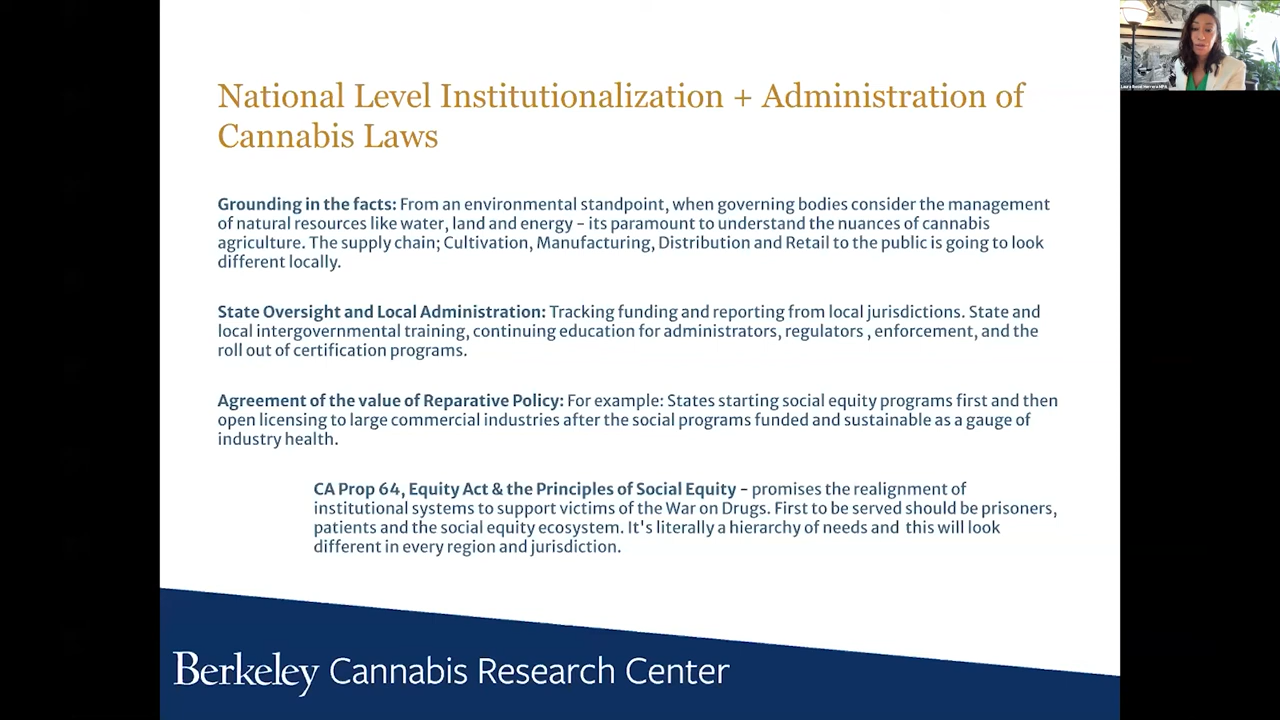 National Level Institutionalization + Administration of
Cannabis Laws
Grounding in the facts: From an environmental standpoint, when governing bodies consider the management
of natural resources like water, land and energy – its paramount to understand the nuances of cannabis
agriculture. The supply chain; Cultivation, Manufacturing, Distribution and Retail to the public is going to look
different locally.
State Oversight and Local Administration: Tracking funding and reporting from local jurisdictions. State and
local intergovernmental training, continuing education for administrators, regulators , enforcement, and the
roll out of certification programs.
Agreement of the value of Reparative Policy: For example: States starting social equity programs first and then
open licensing to large commercial industries after the social programs funded and sustainable as a gauge of
industry health.
CA Prop 64, Equity Act & the Principles of Social Equity – promises the realignment of
institutional systems to support victims of the War on Drugs. First to be served should be prisoners,
patients and the social equity ecosystem. It's literally a hierarchy of needs and this will look
different in every region and jurisdiction.
Berkeley Cannabis Research Center